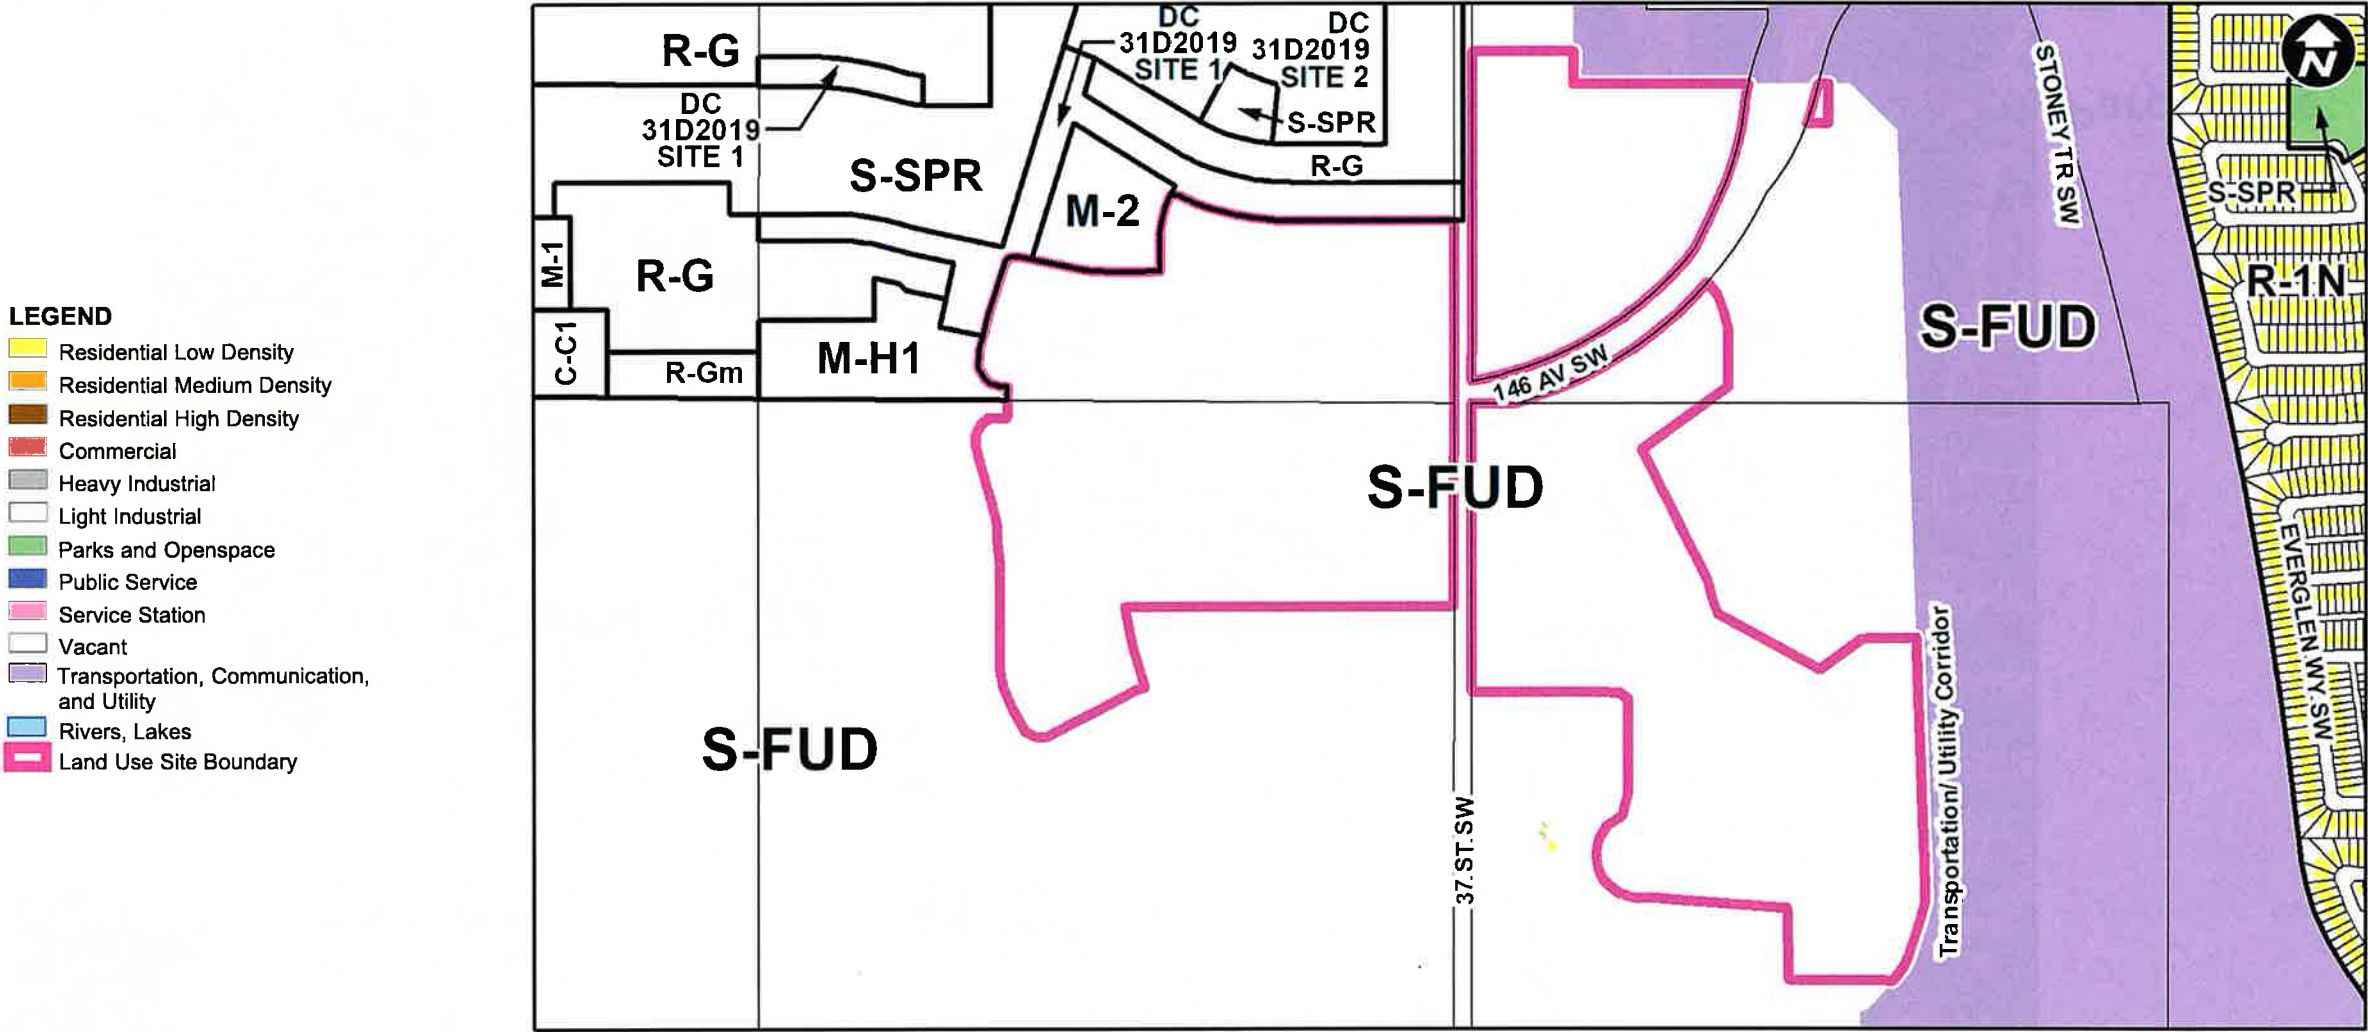 LEGEND
Residential Low Density
Residential Medium Density
Residential High Density
Commercial
Heavy Industrial
Light Industrial
Parks and Openspace
Public Service
Service Station
Vacant
Transportation, Communication,
and Utility
Rivers, Lakes
Land Use Site Boundary
R-G
DC
31D2019
SITE 1
S-SPR
DC
31D2019
SITE 1
DC
31D2019
SITE 2
S-SPR
R-G
M-2
M-1
R-G
C-C1
R-Gm
M-H1
146 AV SW
S-FUD
S-FUD
S-FUD
37 ST SW
STONEY TR SW
Transportation/ Utility Corridor
N
S-SPR
R-1N
EVERGLEN WY SW